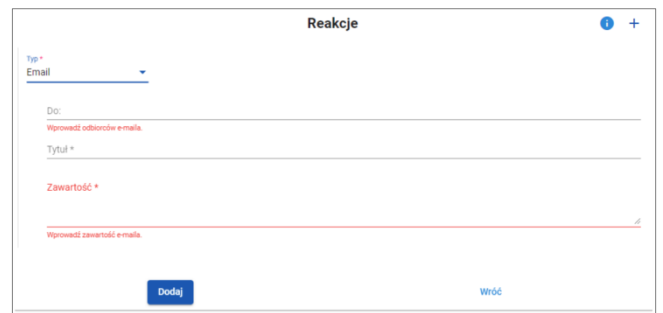 Reakcje
Typ *
Email
Do:
Wprowadź odbiorców e-maila.
Tytuł *
Zawartość *
Wprowadź zawartość e-maila.
Dodaj
Wróć